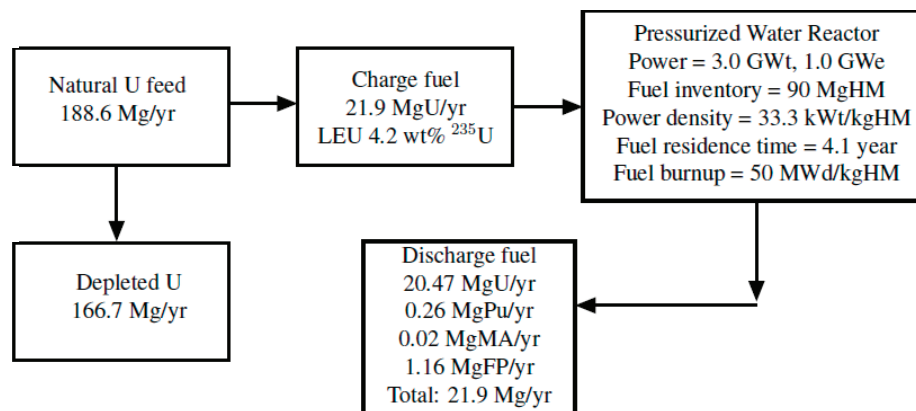 Natural U feed
188.6 Mg/yr
Charge fuel
21.9 MgU/yr
LEU 4.2 wt% ²³⁵U
Pressurized Water Reactor
Power = 3.0 GWt, 1.0 GWe
Fuel inventory = 90 MgHM
Power density = 33.3 kWt/kgHM
Fuel residence time = 4.1 year
Fuel burnup = 50 MWd/kgHM
Depleted U
166.7 Mg/yr
Discharge fuel
20.47 MgU/yr
0.26 MgPu/yr
0.02 MgMA/yr
1.16 MgFP/yr
Total: 21.9 Mg/yr